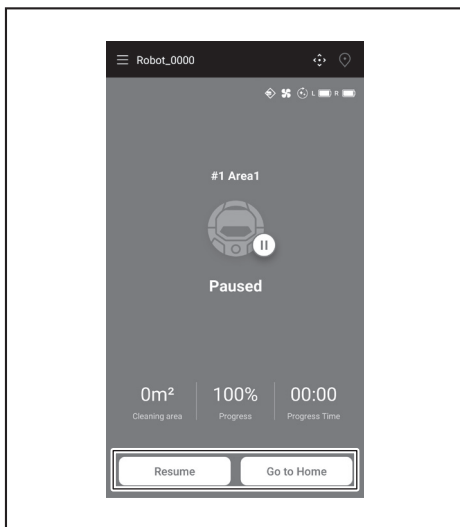 Robot_0000
L R
#1 Area1
Paused
0m² 100% 00:00
Cleaning area Progress Progress Time
Resume Go to Home